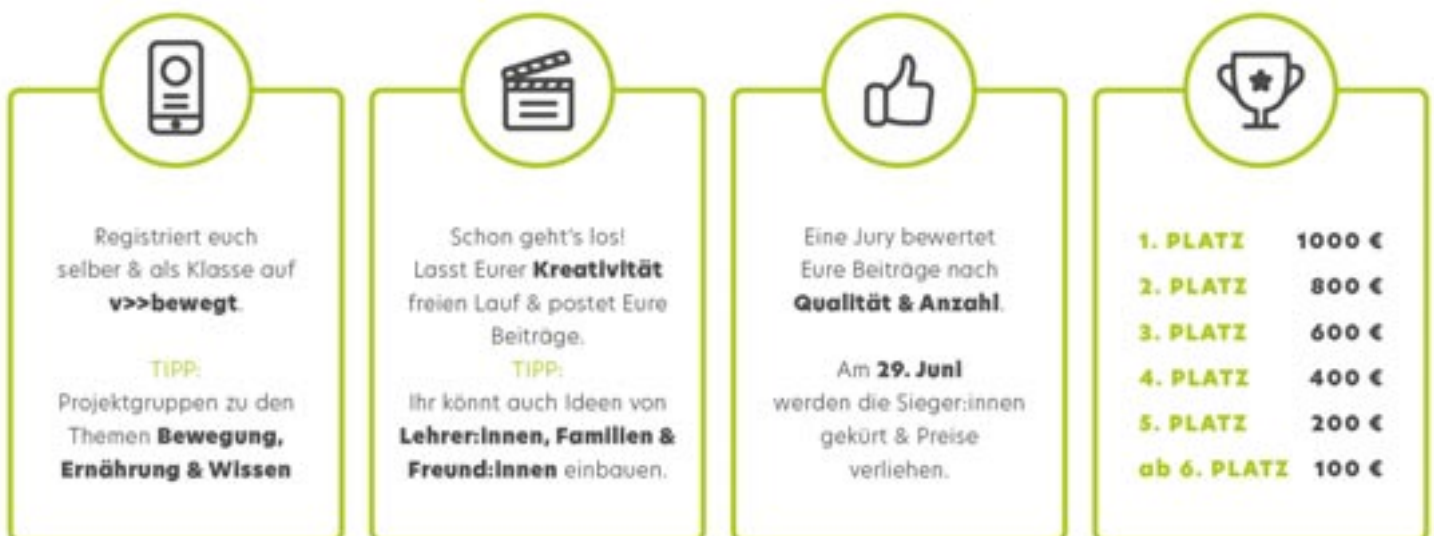 Registriert euch
selber & als Klasse auf
v>>bewegt.
TIPP:
Projektgruppen zu den
Themen Bewegung,
Ernährung & Wissen
Schon geht's los!
Lasst Eurer Kreativität
freien Lauf & postet Eure
Beiträge.
TIPP:
Ihr könnt auch Ideen von
Lehrer:innen, Familien &
Freund:innen einbauen.
Eine Jury bewertet
Eure Beiträge nach
Qualität & Anzahl.
Am 29. Juni
werden die Sieger:innen
gekürt & Preise
verliehen.
1. PLATZ 1000 €
2. PLATZ 800 €
3. PLATZ 600 €
4. PLATZ 400 €
5. PLATZ 200 €
ab 6. PLATZ 100 €